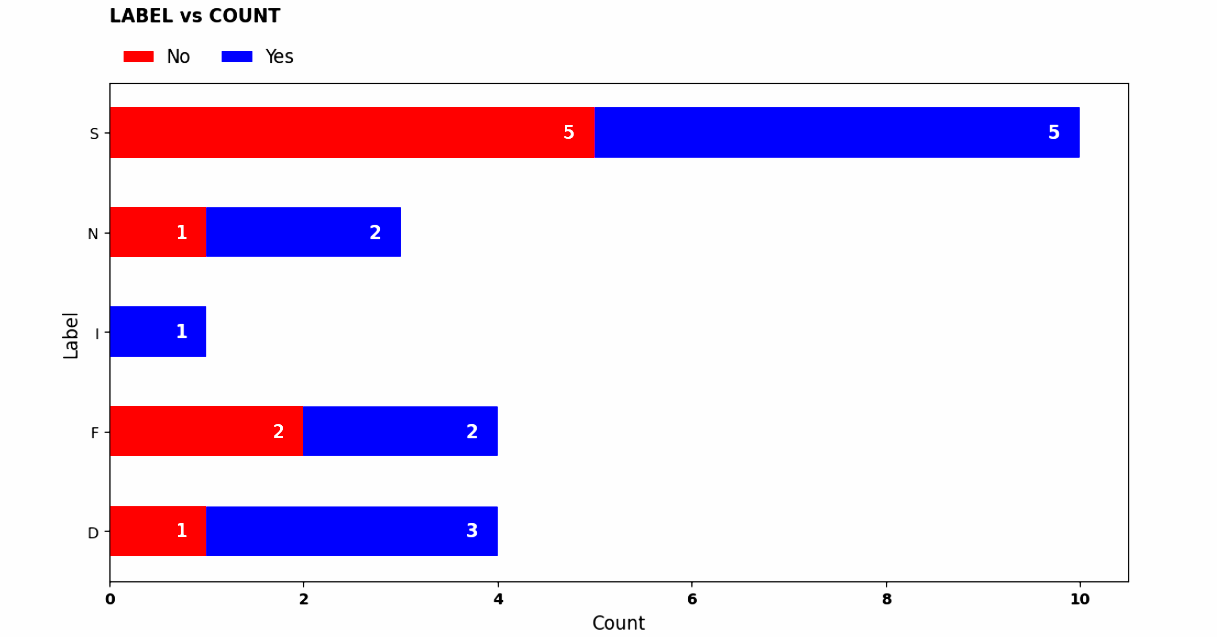 LABEL vs COUNT
No Yes
S 5 5
N 1 2
I 1
F 2 2
D 1 3
Label
0 2 4 6 8 10
Count